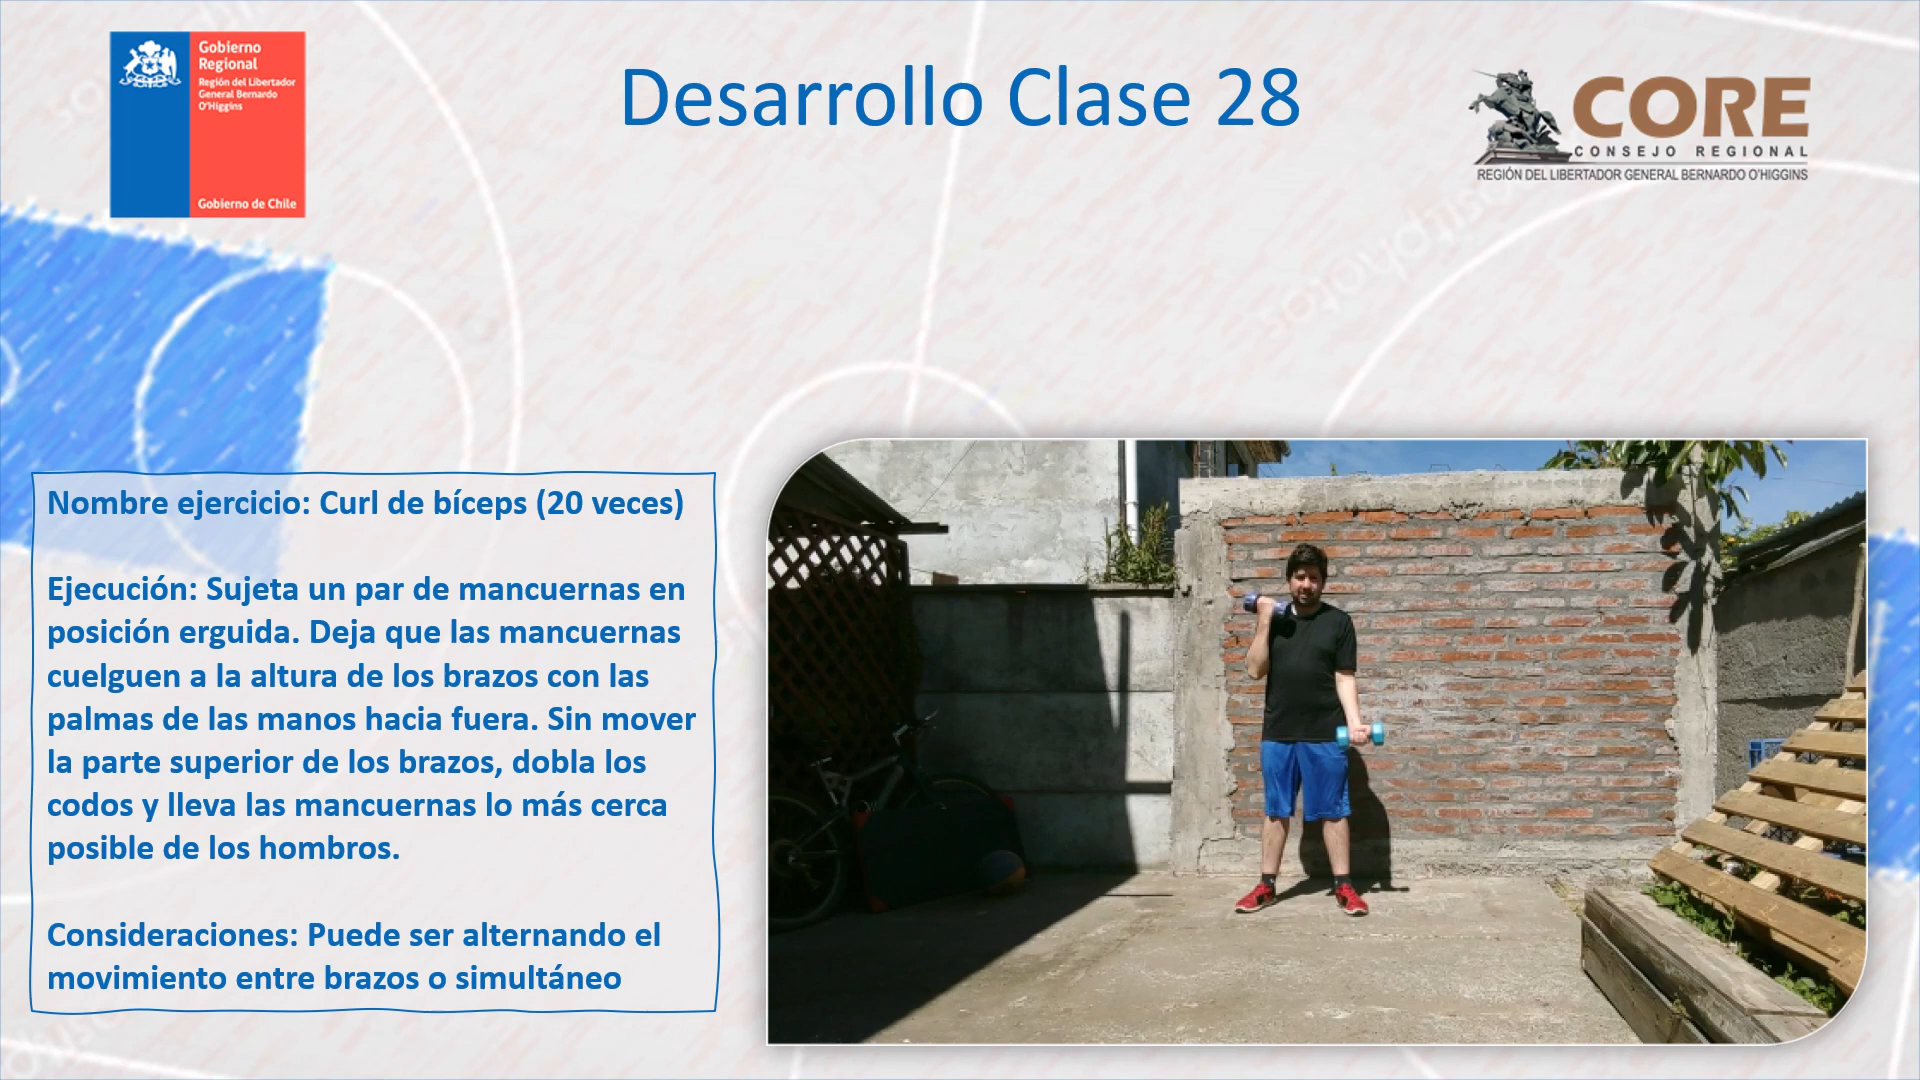 Gobierno
Regional
Región del Libertador
General Bernardo
O'Higgins
Gobierno de Chile
Desarrollo Clase 28
CORE
CONSEJO REGIONAL
REGIÓN DEL LIBERTADOR GENERAL BERNARDO O'HIGGINS
Nombre ejercicio: Curl de bíceps (20 veces)
Ejecución: Sujeta un par de mancuernas en
posición erguida. Deja que las mancuernas
cuelguen a la altura de los brazos con las
palmas de las manos hacia fuera. Sin mover
la parte superior de los brazos, dobla los
codos y lleva las mancuernas lo más cerca
posible de los hombros.
Consideraciones: Puede ser alternando el
movimiento entre brazos o simultáneo